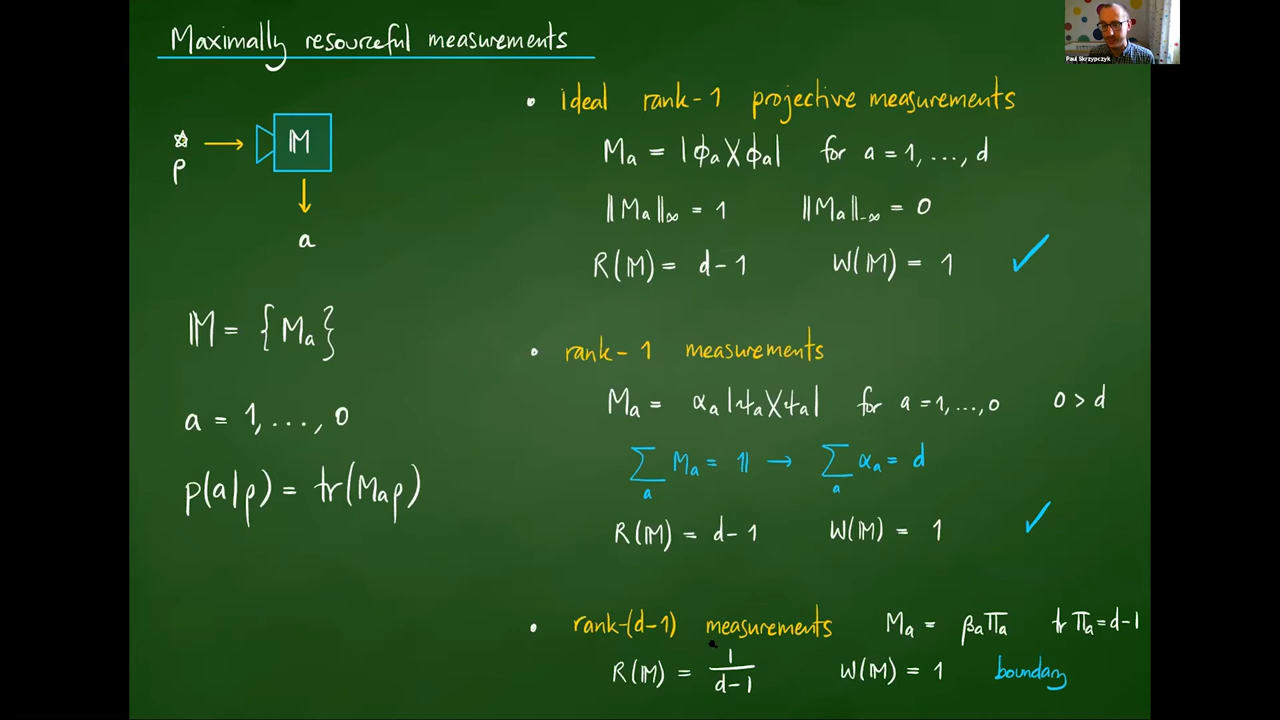 Maximally resourceful measurements
Paul Skrzypczyk
ρ
𝕄
a
𝕄 = { Mₐ }
a = 1, ..., o
p(a|ρ) = tr(Mₐρ)
• ideal rank-1 projective measurements
Mₐ = |ϕₐ⟩⟨ϕₐ| for a = 1, ..., d
‖Mₐ‖∞ = 1 ‖Mₐ‖₋∞ = 0
R(𝕄) = d-1 W(𝕄) = 1 ✓
• rank-1 measurements
Mₐ = αₐ|ψₐ⟩⟨ψₐ| for a = 1, ..., o o > d
∑ₐ Mₐ = 𝟙 → ∑ₐ αₐ = d
R(𝕄) = d-1 W(𝕄) = 1 ✓
• rank-(d-1) measurements Mₐ = βₐΠₐ tr Πₐ = d-1
R(𝕄) = 1/(d-1) W(𝕄) = 1 boundary